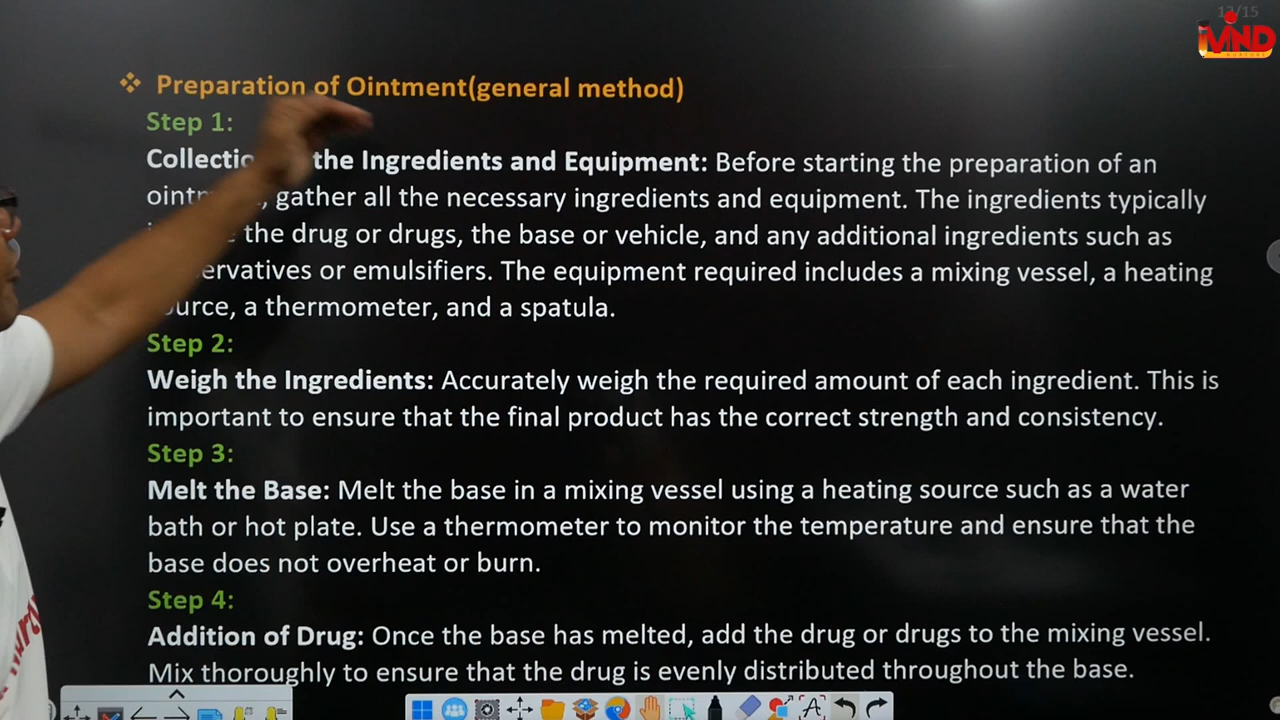 13/15
MIND
❖ Preparation of Ointment(general method)
Step 1:
the Ingredients and Equipment: Before starting the preparation of an
gather all the necessary ingredients and equipment. The ingredients typically
the drug or drugs, the base or vehicle, and any additional ingredients such as
or emulsifiers. The equipment required includes a mixing vessel, a heating
a thermometer, and a spatula.
Step 2:
Weigh the Ingredients: Accurately weigh the required amount of each ingredient. This is
important to ensure that the final product has the correct strength and consistency.
Step 3:
Melt the Base: Melt the base in a mixing vessel using a heating source such as a water
bath or hot plate. Use a thermometer to monitor the temperature and ensure that the
base does not overheat or burn.
Step 4:
Addition of Drug: Once the base has melted, add the drug or drugs to the mixing vessel.
Mix thoroughly to ensure that the drug is evenly distributed throughout the base.